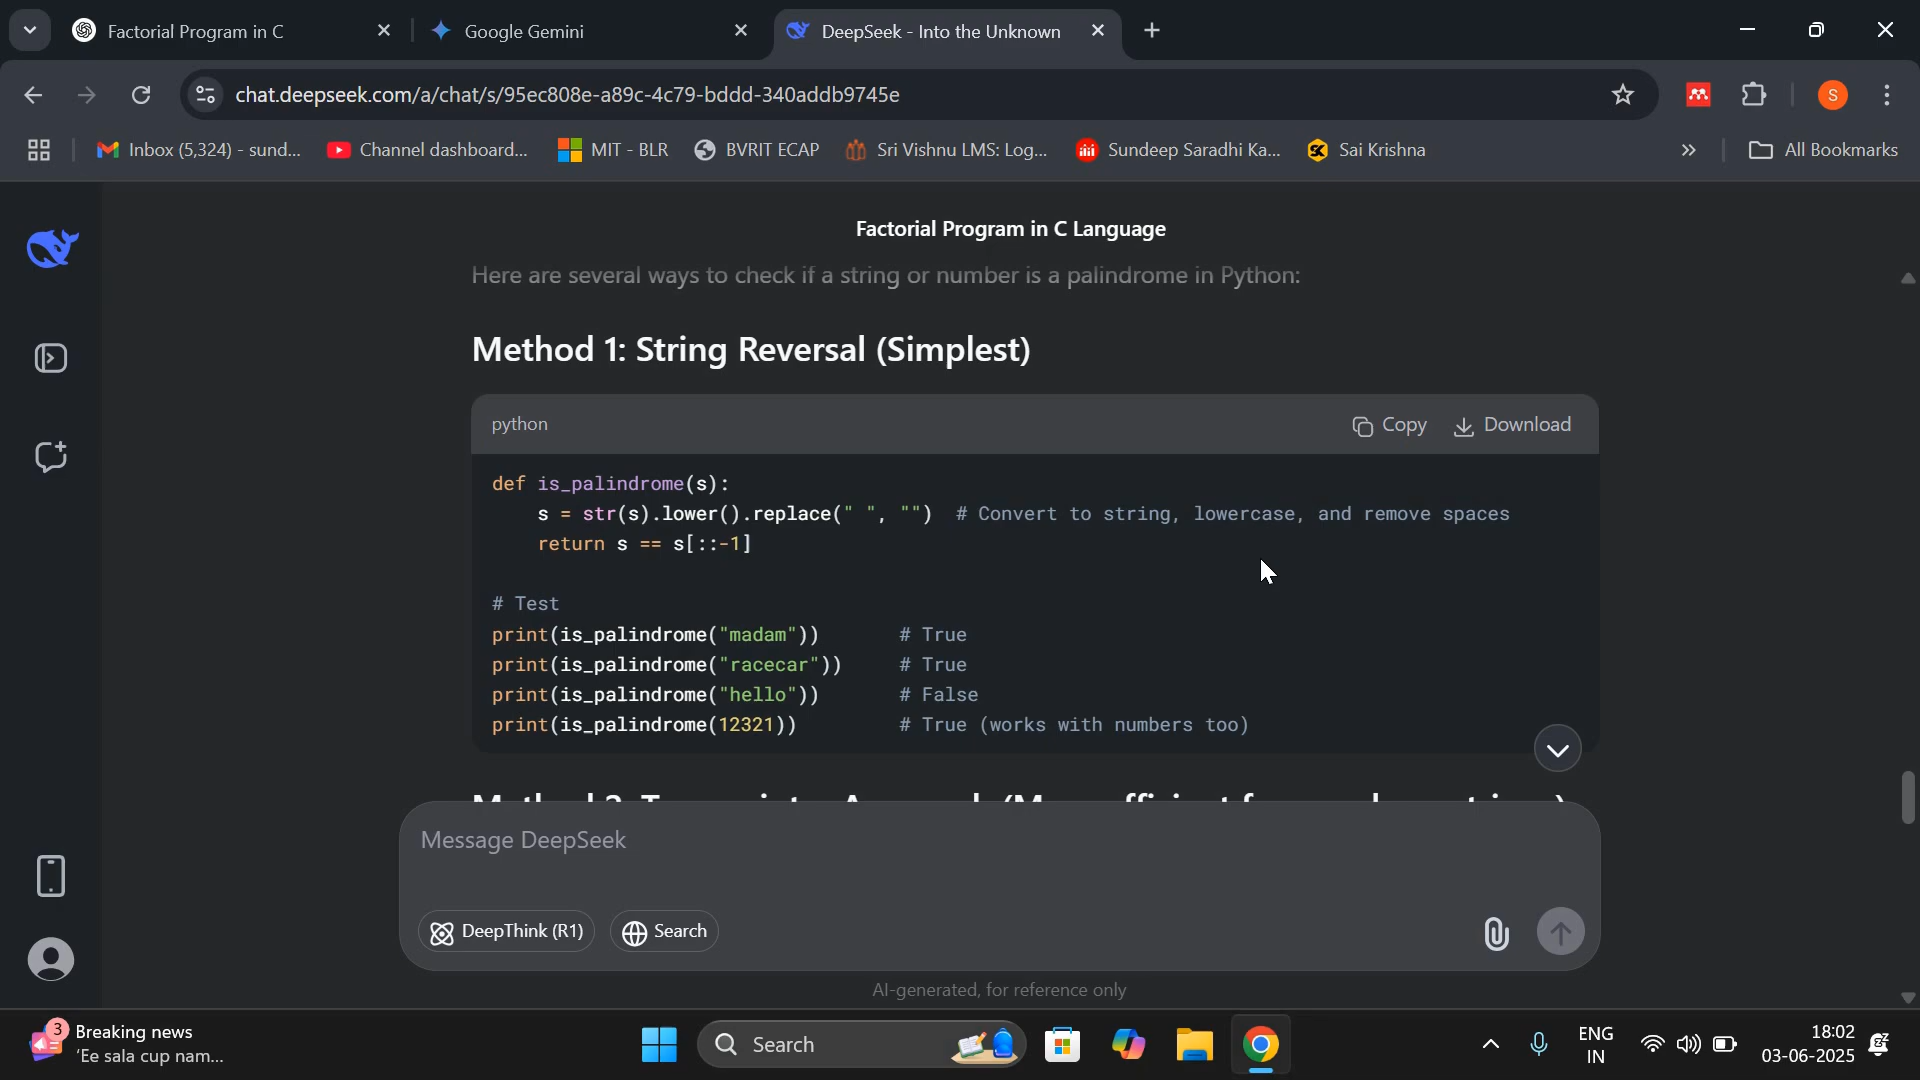 Factorial Program in C
Google Gemini
DeepSeek - Into the Unknown
chat.deepseek.com/a/chat/s/95ec808e-a89c-4c79-bddd-340addb9745e
S
Inbox (5,324) - sund...
Channel dashboard...
MIT - BLR
BVRIT ECAP
Sri Vishnu LMS: Log...
Sundeep Saradhi Ka...
Sai Krishna
All Bookmarks
Factorial Program in C Language
Here are several ways to check if a string or number is a palindrome in Python:
Method 1: String Reversal (Simplest)
python
Copy
Download
def is_palindrome(s):
s = str(s).lower().replace(" ", "")  # Convert to string, lowercase, and remove spaces
return s == s[::-1]
# Test
print(is_palindrome("madam"))       # True
print(is_palindrome("racecar"))     # True
print(is_palindrome("hello"))       # False
print(is_palindrome(12321))         # True (works with numbers too)
Message DeepSeek
DeepThink (R1)
Search
AI-generated, for reference only
3
Breaking news
'Ee sala cup nam...
Search
ENG
IN
18:02
03-06-2025